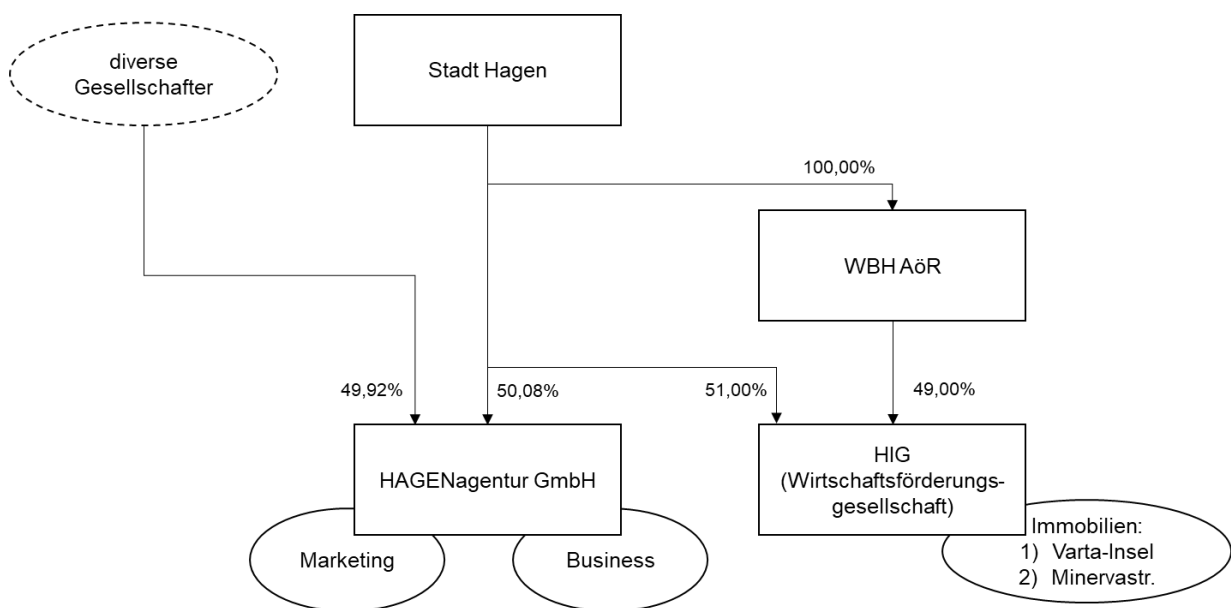 diverse
Gesellschafter
Stadt Hagen
100,00%
WBH AöR
49,92%
50,08%
51,00%
49,00%
HAGENagentur GmbH
HIG
(Wirtschaftsförderungs-
gesellschaft)
Marketing
Business
Immobilien:
1) Varta-Insel
2) Minervastr.